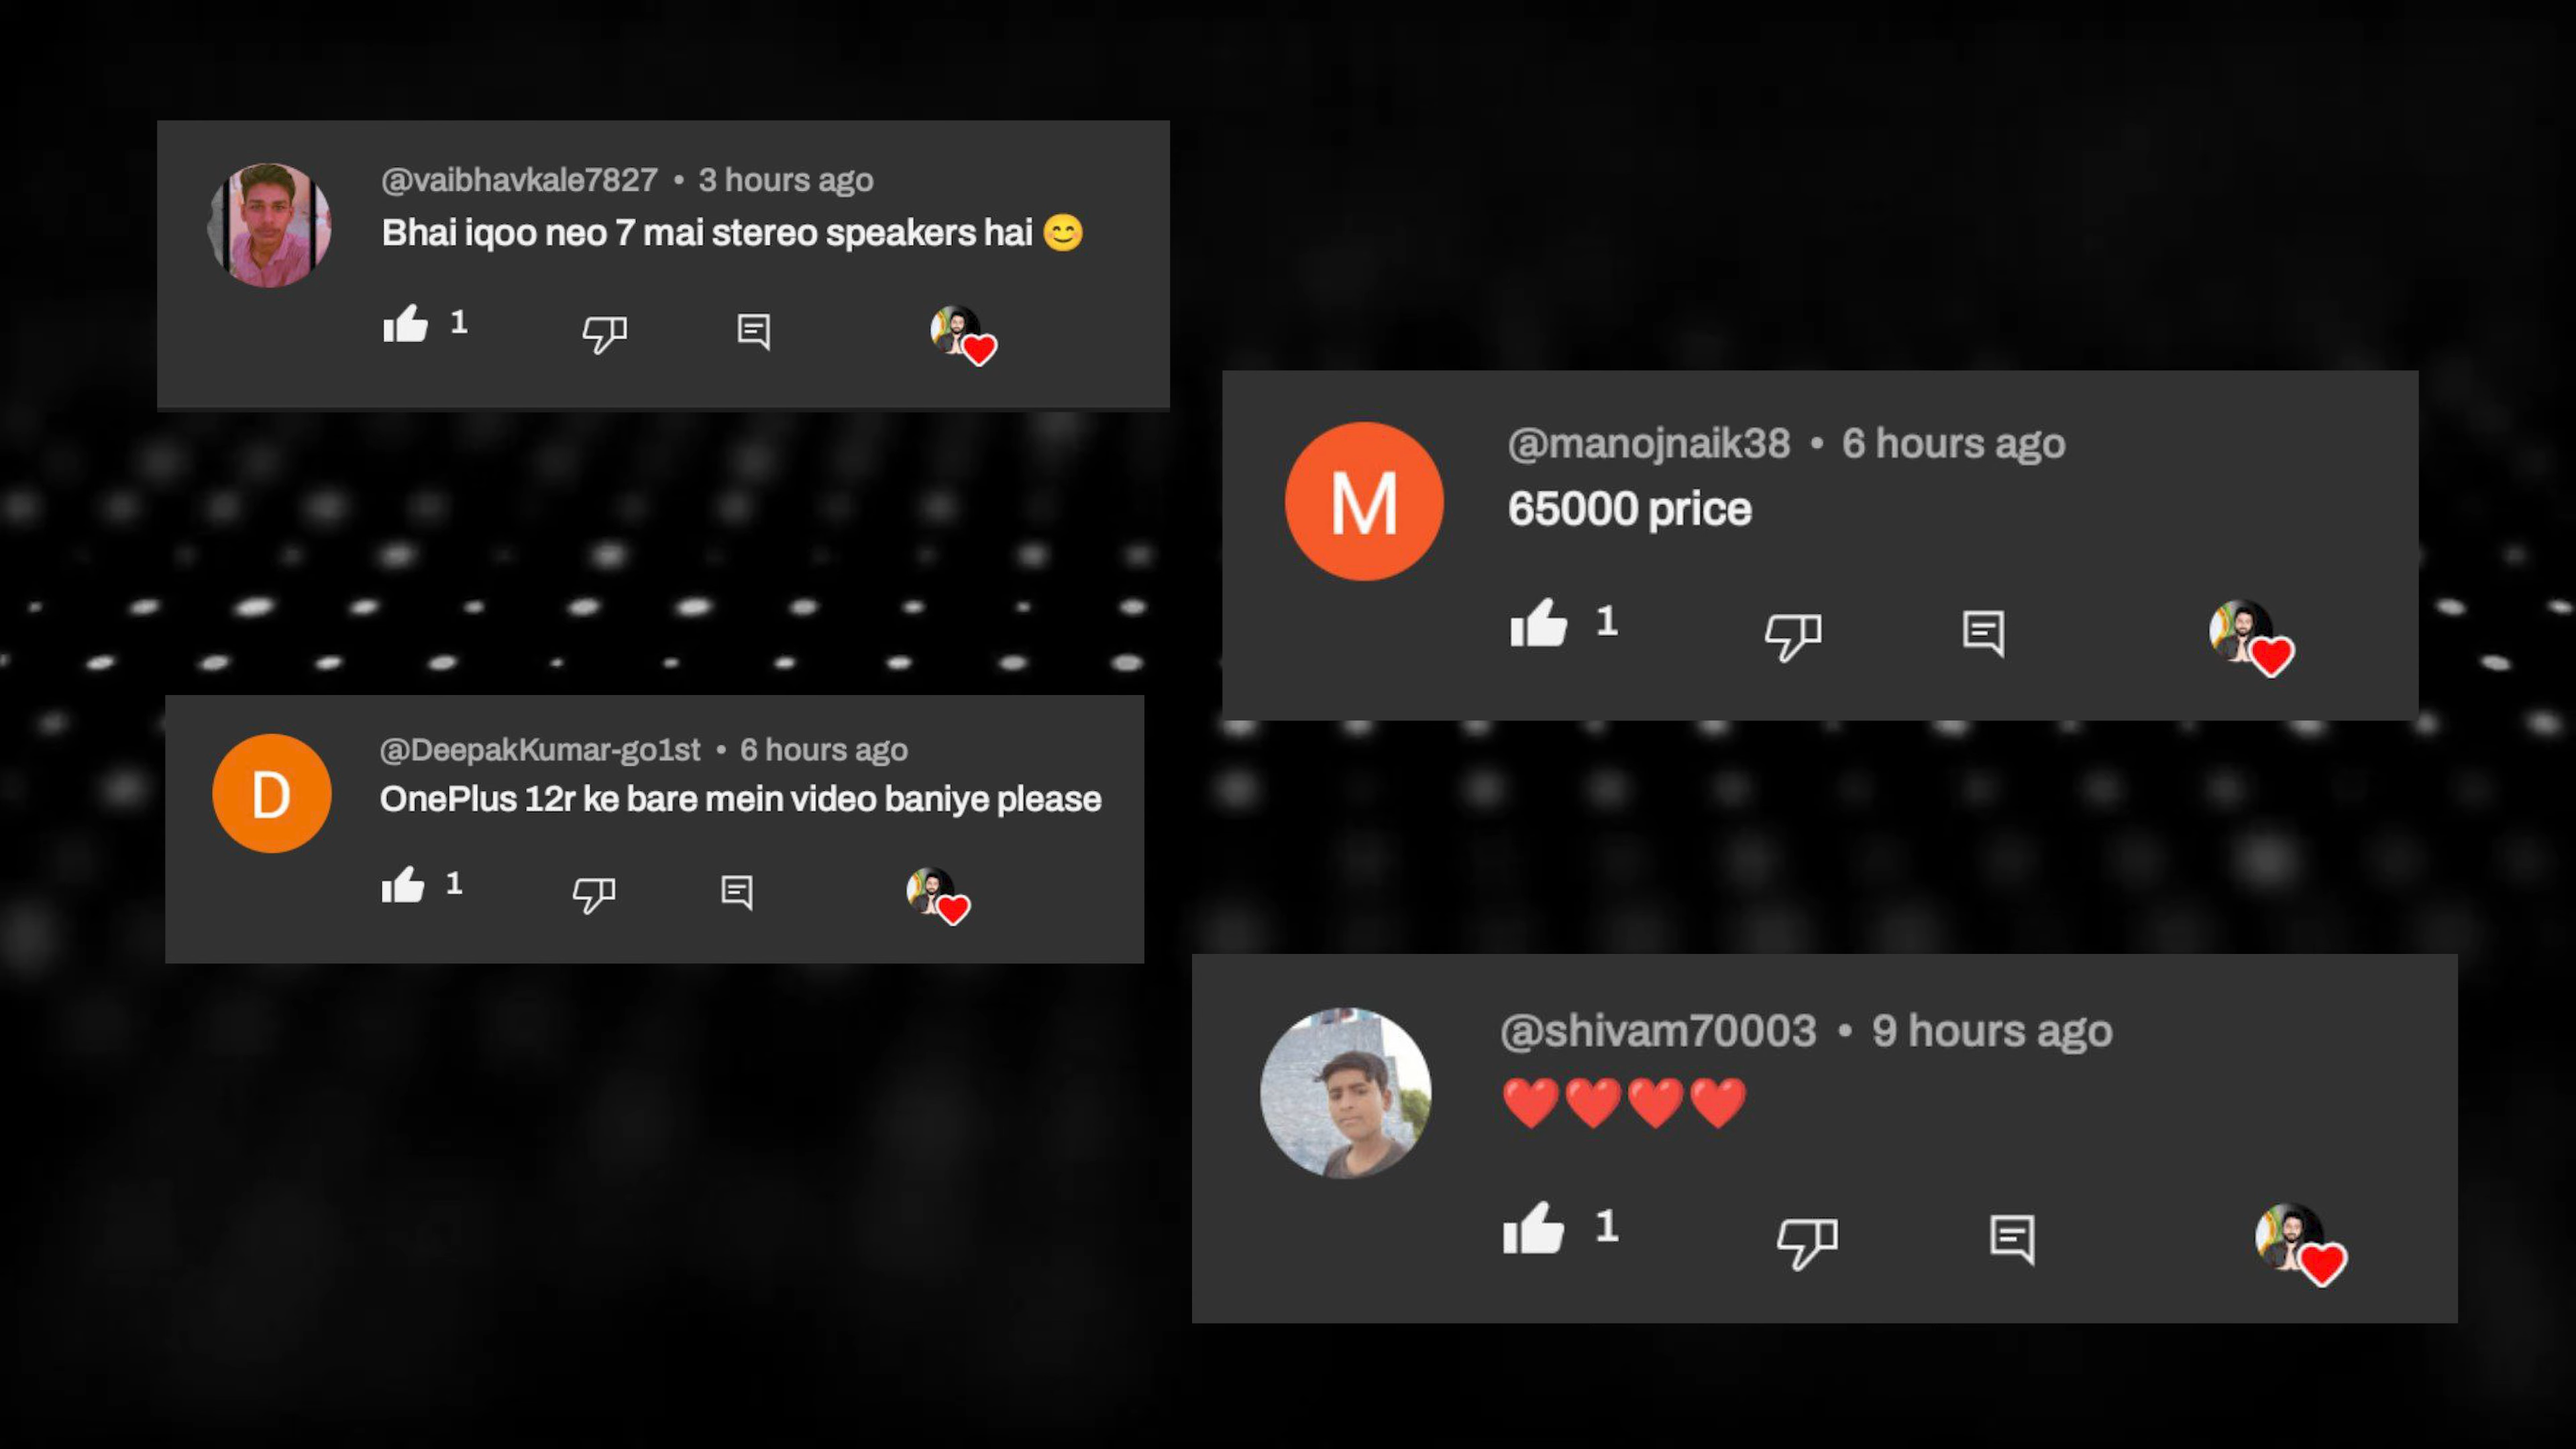 @vaibhavkale7827 • 3 hours ago
Bhai iqoo neo 7 mai stereo speakers hai 😊
1
@manojnaik38 • 6 hours ago
M
65000 price
1
@DeepakKumar-go1st • 6 hours ago
D
OnePlus 12r ke bare mein video baniye please
1
@shivam70003 • 9 hours ago
❤️❤️❤️❤️
1